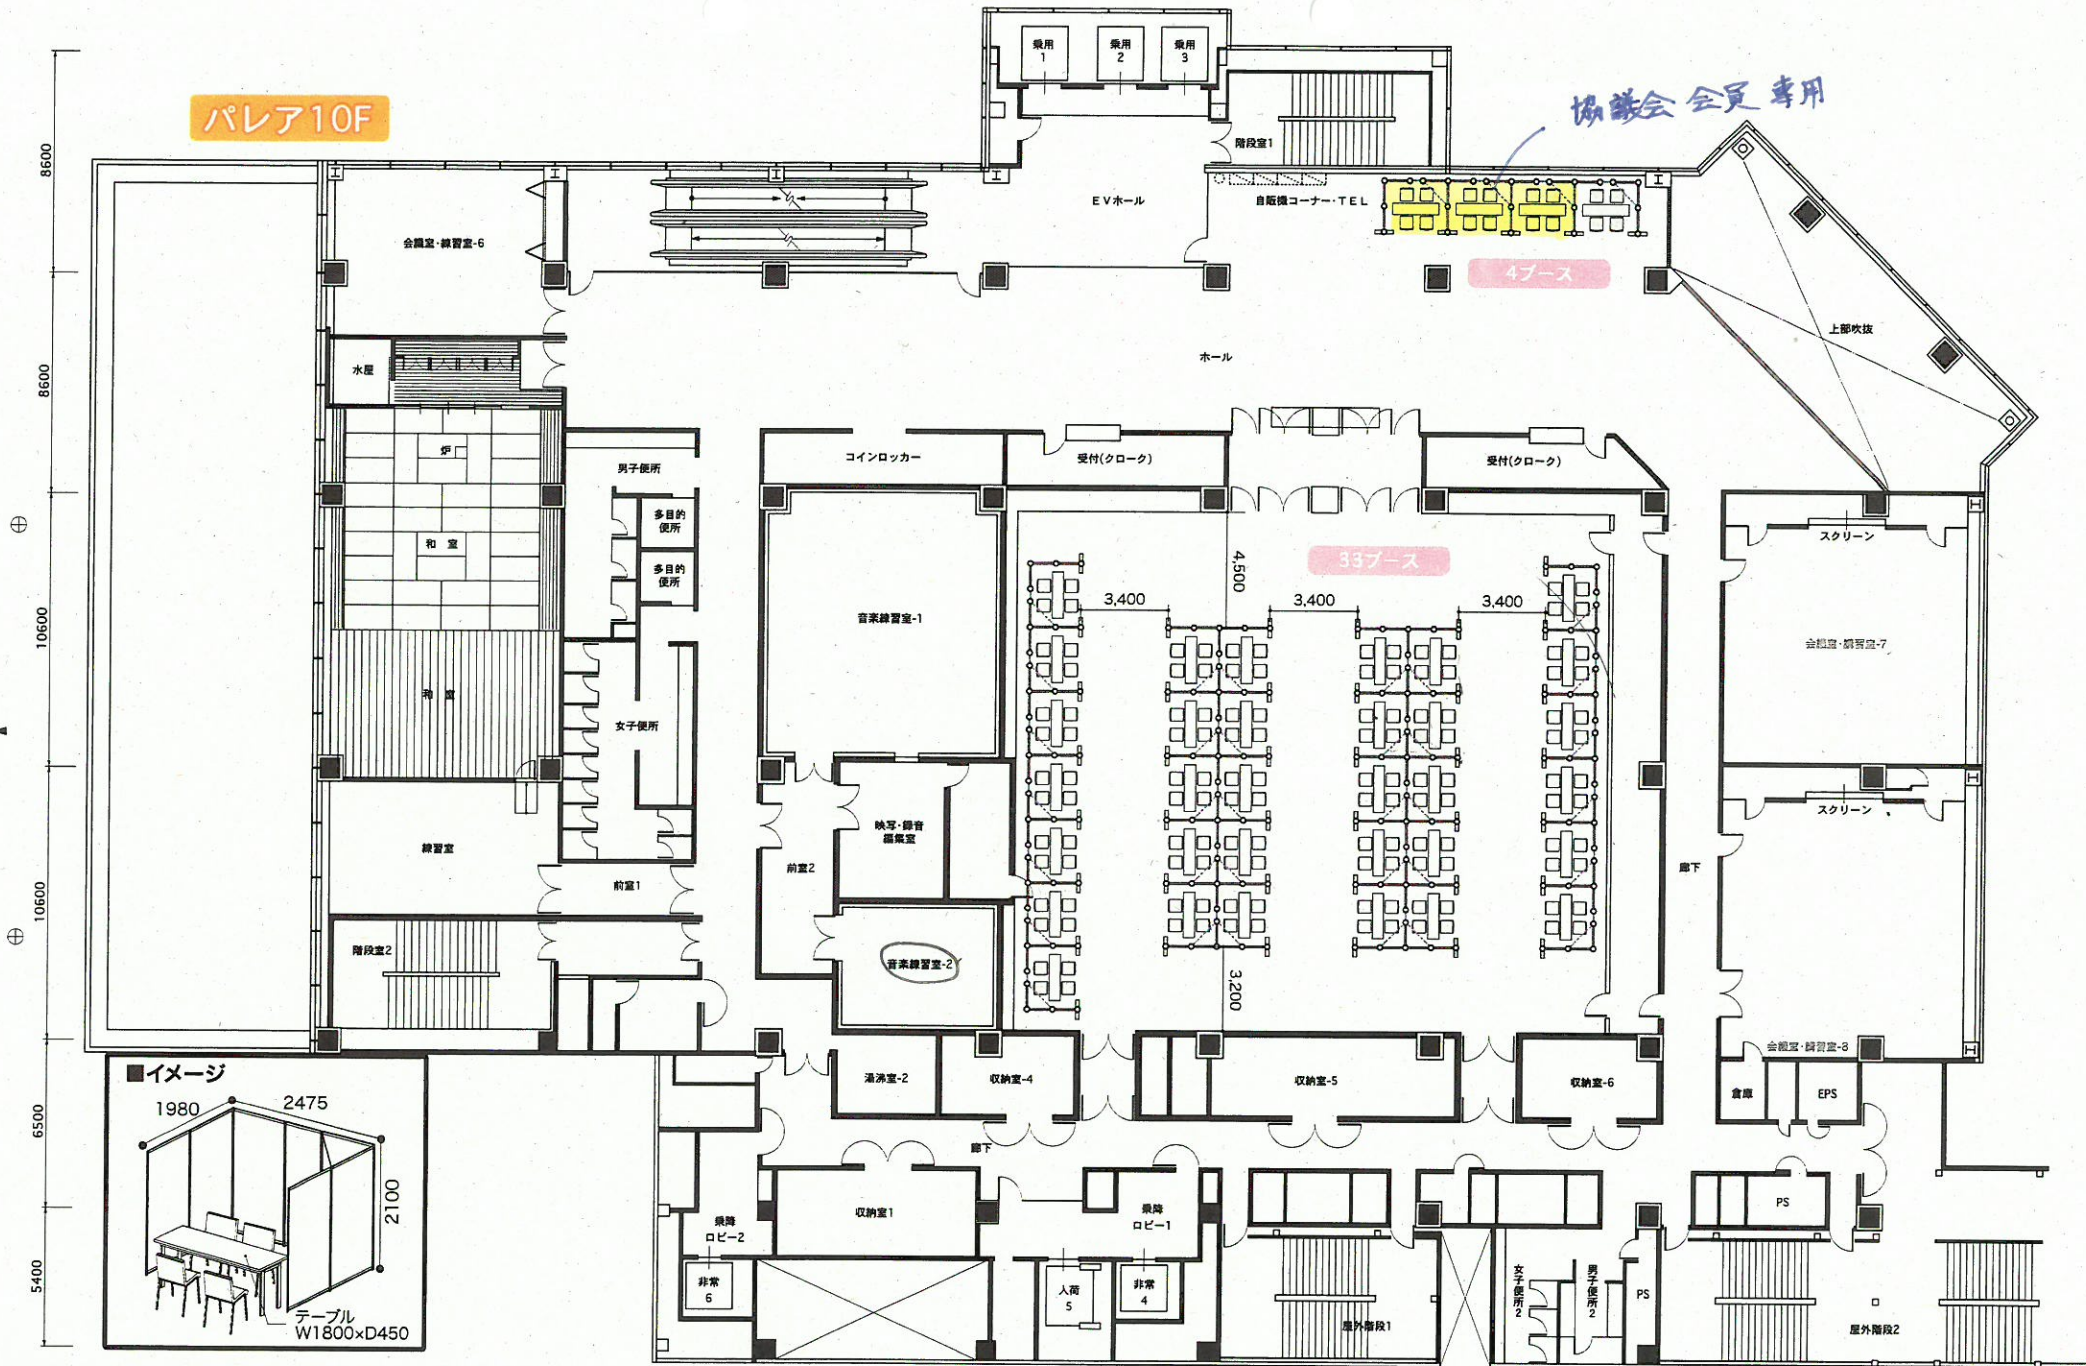 パレア10F
協議会 会員 専用
乗用
1
乗用
2
乗用
3
階段室1
EVホール
自販機コーナー・TEL
4ブース
会議室・練習室-6
水屋
ホール
上部吹抜
炉
男子便所
コインロッカー
受付(クローク)
受付(クローク)
多目的
便所
多目的
便所
和 室
音楽練習室-1
33ブース
4,500
3,400
3,400
3,400
スクリーン
会議室・練習室-7
和 室
女子便所
スクリーン
練習室
映写・録音
編集室
前室1
前室2
廊下
階段室2
音楽練習室-2
3,200
会議室・練習室-8
湯沸室-2
収納室-4
収納室-5
収納室-6
倉庫
EPS
廊下
収納室1
乗降
ロビー2
乗降
ロビー1
PS
非常
6
人荷
5
非常
4
屋外階段1
女子便所2
男子便所2
PS
屋外階段2
8600
8600
10600
10600
6500
5400
■イメージ
1980
2475
2100
テーブル
W1800×D450